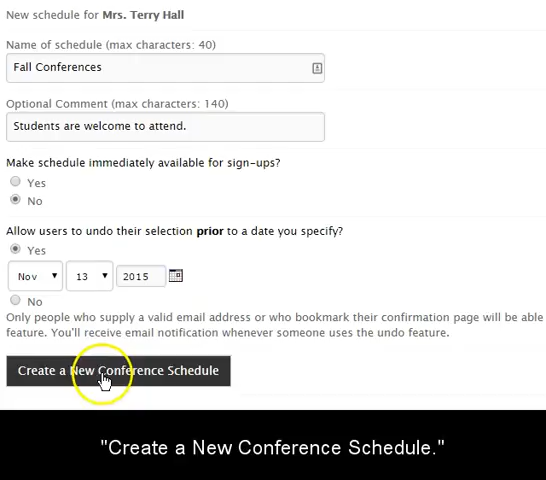 New schedule for Mrs. Terry Hall
Name of schedule (max characters: 40)
Fall Conferences
Optional Comment (max characters: 140)
Students are welcome to attend.
Make schedule immediately available for sign-ups?
Yes
No
Allow users to undo their selection prior to a date you specify?
Yes
Nov 13 2015
No
Only people who supply a valid email address or who bookmark their confirmation page will be able
feature. You'll receive email notification whenever someone uses the undo feature.
Create a New Conference Schedule
"Create a New Conference Schedule."